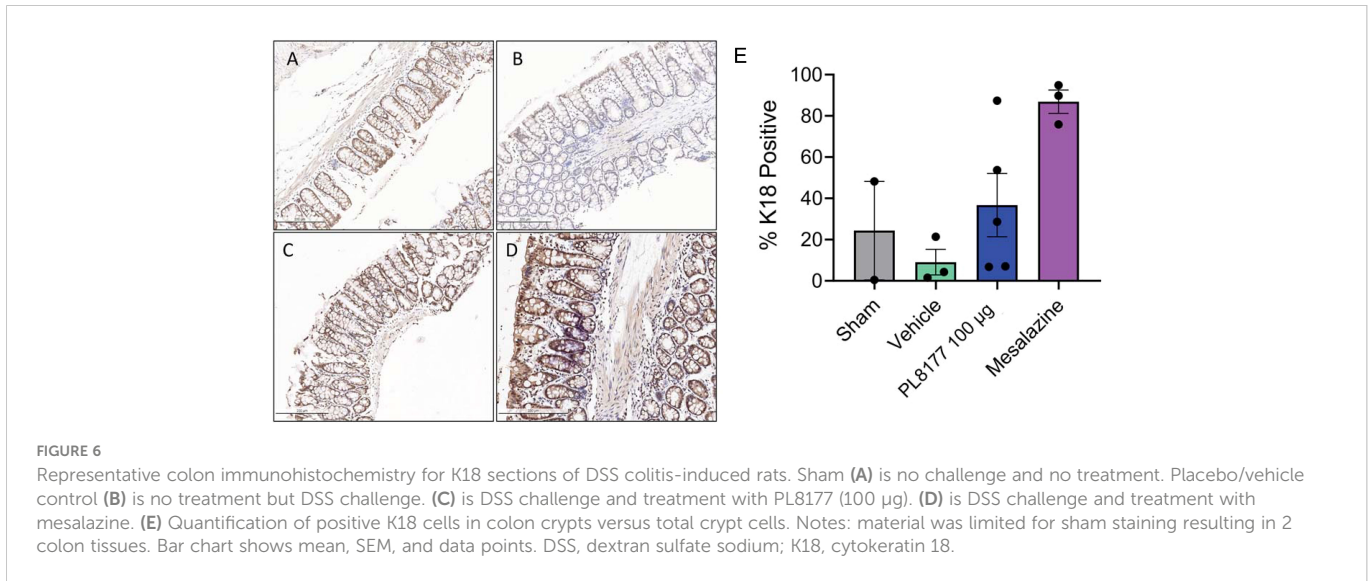 A
B
C
D
E
% K18 Positive
100
80
60
40
20
0
Sham
Vehicle
PL8177 100 µg
Mesalazine
FIGURE 6
Representative colon immunohistochemistry for K18 sections of DSS colitis-induced rats. Sham (A) is no challenge and no treatment. Placebo/vehicle
control (B) is no treatment but DSS challenge. (C) is DSS challenge and treatment with PL8177 (100 µg). (D) is DSS challenge and treatment with
mesalazine. (E) Quantification of positive K18 cells in colon crypts versus total crypt cells. Notes: material was limited for sham staining resulting in 2
colon tissues. Bar chart shows mean, SEM, and data points. DSS, dextran sulfate sodium; K18, cytokeratin 18.